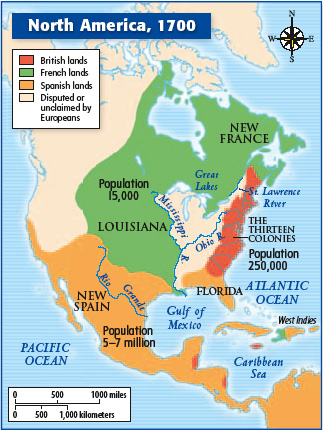 North America, 1700
N
W
E
S
British lands
French lands
Spanish lands
Disputed or
unclaimed by
Europeans
NEW
FRANCE
Great
Lakes
St. Lawrence
River
Population
15,000
Mississippi R.
LOUISIANA
Ohio R.
THE
THIRTEEN
COLONIES
Population
250,000
Rio Grande
NEW
SPAIN
FLORIDA
ATLANTIC
OCEAN
Gulf of
Mexico
West Indies
Population
5–7 million
PACIFIC
OCEAN
Caribbean
Sea
0 500 1000 miles
0 500 1,000 kilometers